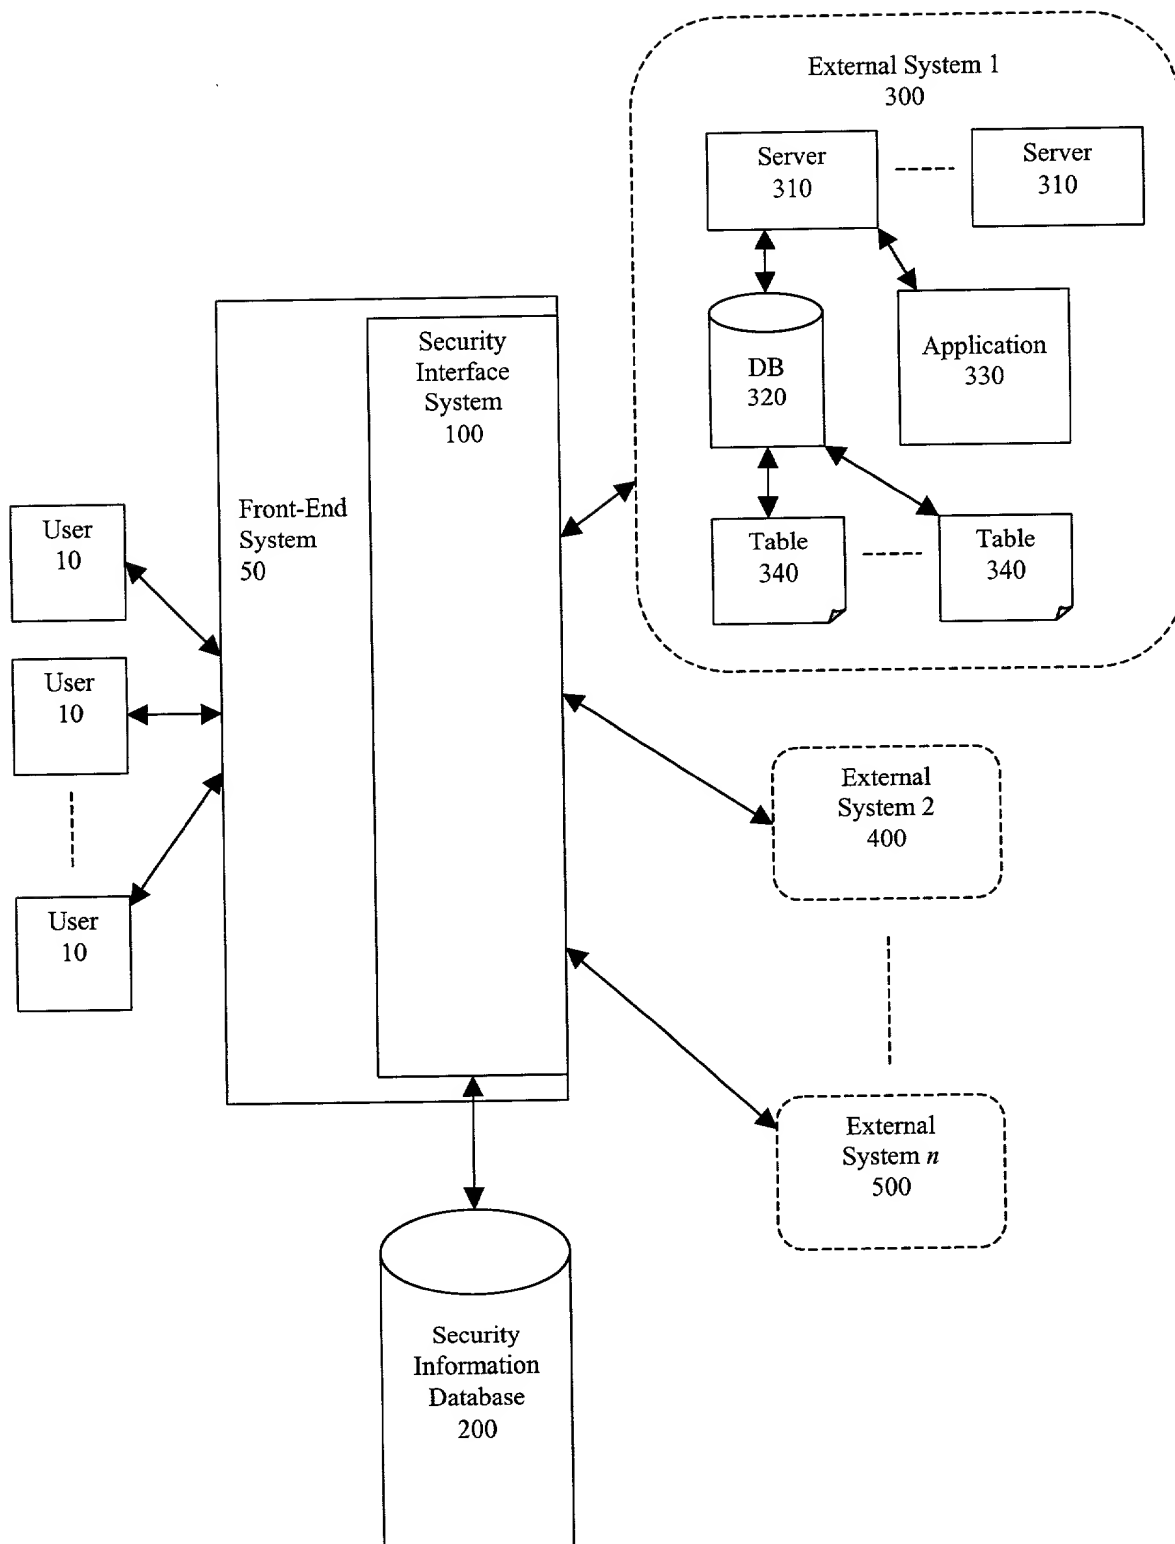 External System 1
300
Server
310
Server
310
DB
320
Application
330
Table
340
Table
340
Security
Interface
System
100
Front-End
System
50
User
10
User
10
User
10
External
System 2
400
External
System n
500
Security
Information
Database
200